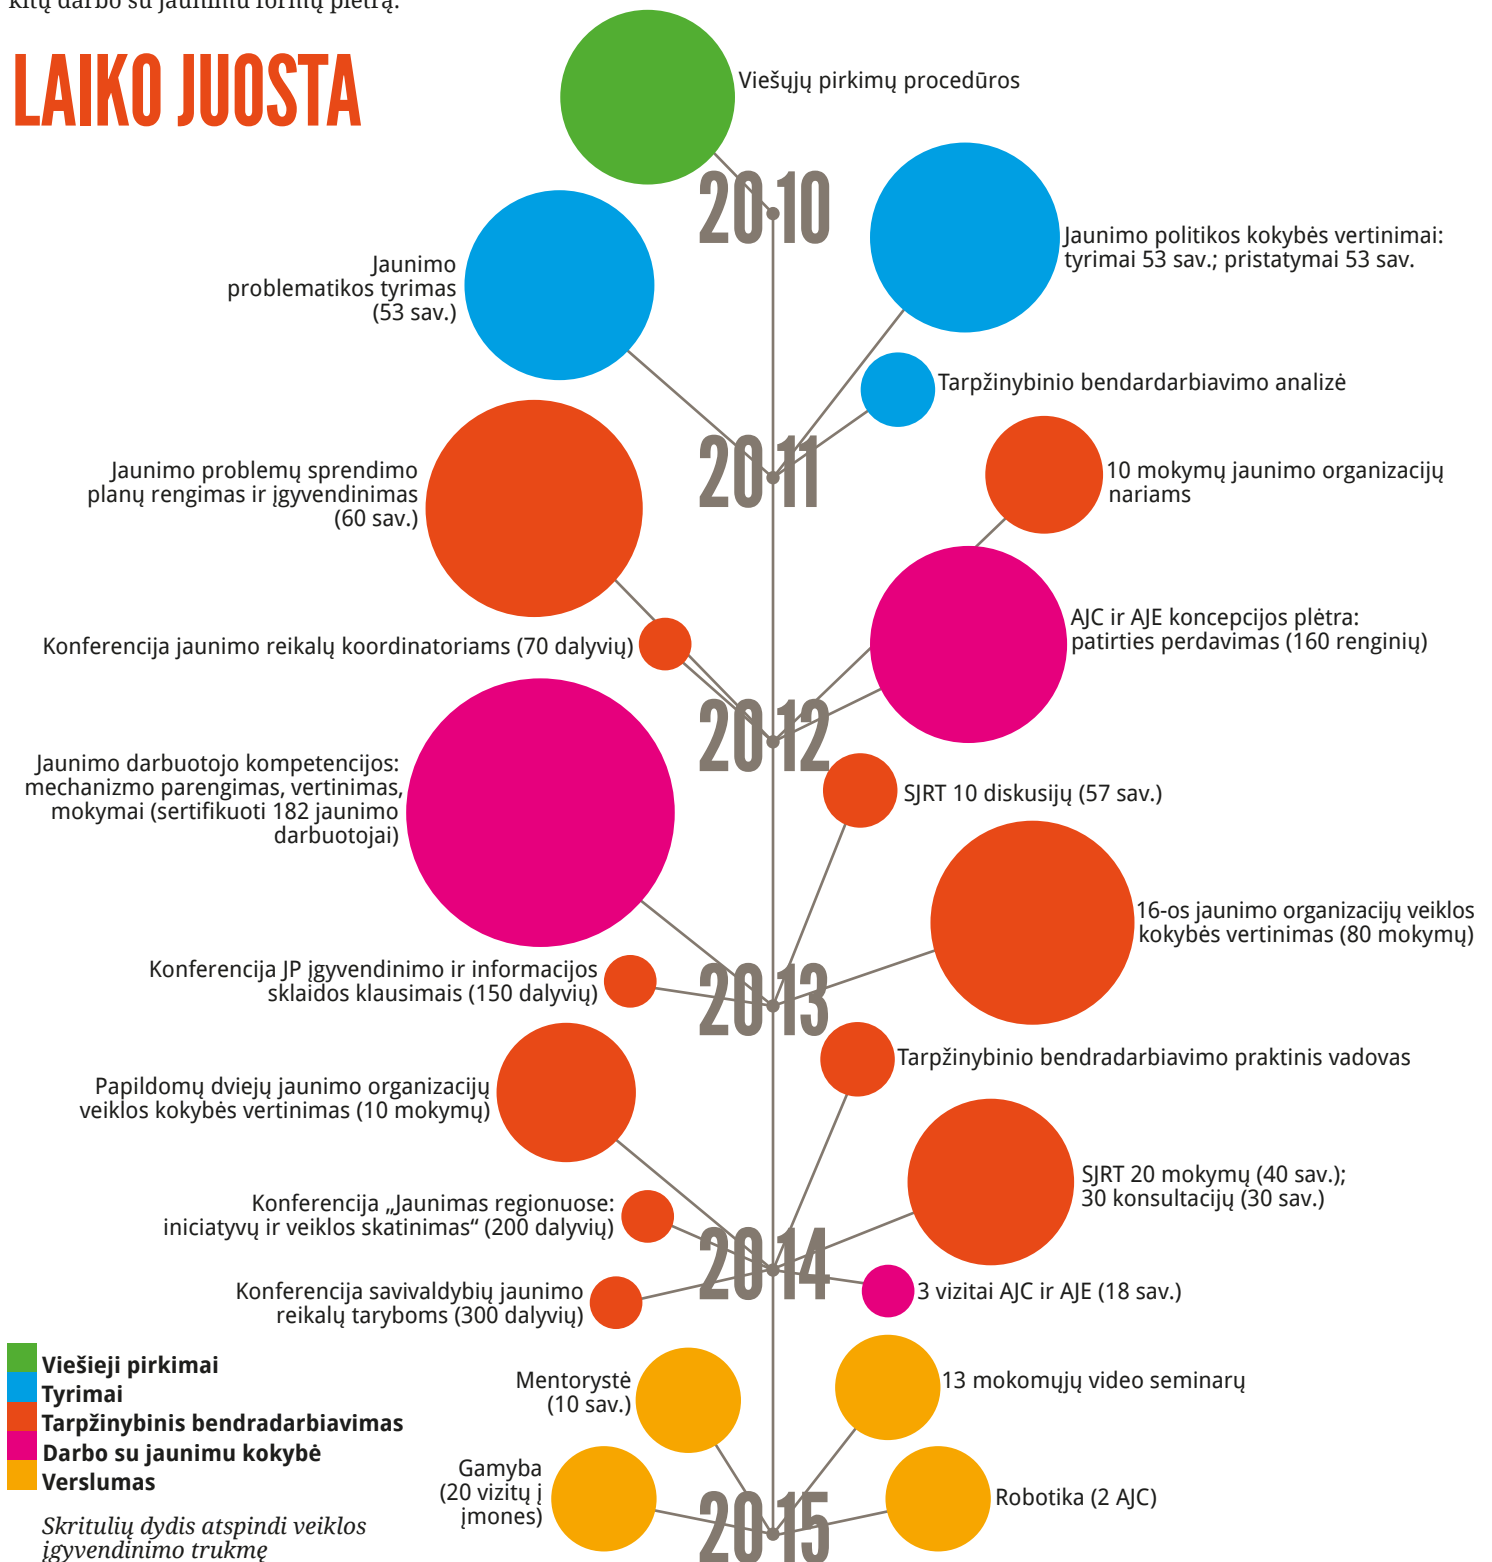 kitų darbo su jaunimu formų plėtrą.
LAIKO JUOSTA
Viešųjų pirkimų procedūros
2010
Jaunimo politikos kokybės vertinimai:
tyrimai 53 sav.; pristatymai 53 sav.
Jaunimo
problematikos tyrimas
(53 sav.)
Tarpžinybinio bendardarbiavimo analizė
2011
10 mokymų jaunimo organizacijų
nariams
Jaunimo problemų sprendimo
planų rengimas ir įgyvendinimas
(60 sav.)
AJC ir AJE koncepcijos plėtra:
patirties perdavimas (160 renginių)
Konferencija jaunimo reikalų koordinatoriams (70 dalyvių)
2012
Jaunimo darbuotojo kompetencijos:
mechanizmo parengimas, vertinimas,
mokymai (sertifikuoti 182 jaunimo
darbuotojai)
SJRT 10 diskusijų (57 sav.)
16-os jaunimo organizacijų veiklos
kokybės vertinimas (80 mokymų)
Konferencija JP įgyvendinimo ir informacijos
sklaidos klausimais (150 dalyvių)
2013
Tarpžinybinio bendradarbiavimo praktinis vadovas
Papildomų dviejų jaunimo organizacijų
veiklos kokybės vertinimas (10 mokymų)
SJRT 20 mokymų (40 sav.);
30 konsultacijų (30 sav.)
Konferencija „Jaunimas regionuose:
iniciatyvų ir veiklos skatinimas“ (200 dalyvių)
2014
3 vizitai AJC ir AJE (18 sav.)
Konferencija savivaldybių jaunimo
reikalų taryboms (300 dalyvių)
Viešieji pirkimai
Tyrimai
Tarpžinybinis bendradarbiavimas
Darbo su jaunimu kokybė
Verslumas
Mentorystė
(10 sav.)
13 mokomųjų video seminarų
Gamyba
(20 vizitų į
įmones)
Robotika (2 AJC)
2015
Skritulių dydis atspindi veiklos
įgyvendinimo trukmę